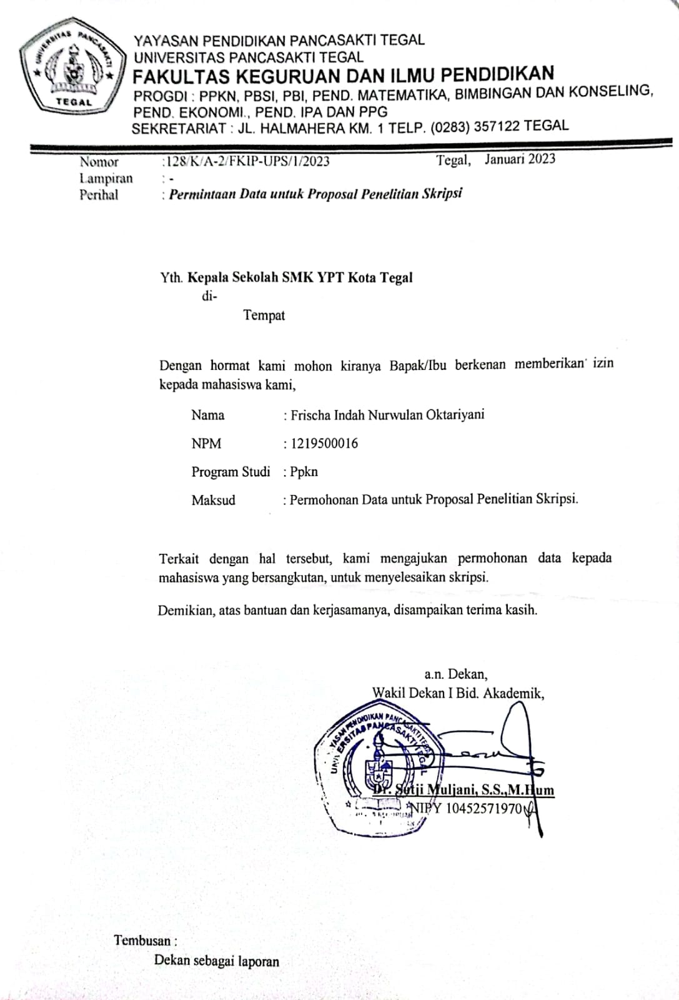 UNIVERSITAS PANCASAKTI
TEGAL
YAYASAN PENDIDIKAN PANCASAKTI TEGAL
UNIVERSITAS PANCASAKTI TEGAL
FAKULTAS KEGURUAN DAN ILMU PENDIDIKAN
PROGDI : PPKN, PBSI, PBI, PEND. MATEMATIKA, BIMBINGAN DAN KONSELING,
PEND. EKONOMI., PEND. IPA DAN PPG
SEKRETARIAT : JL. HALMAHERA KM. 1 TELP. (0283) 357122 TEGAL
Nomor :128/K/A-2/FKIP-UPS/1/2023 Tegal, Januari 2023
Lampiran : -
Perihal : Permintaan Data untuk Proposal Penelitian Skripsi
Yth. Kepala Sekolah SMK YPT Kota Tegal
di-
Tempat
Dengan hormat kami mohon kiranya Bapak/Ibu berkenan memberikan izin
kepada mahasiswa kami,
Nama : Frischa Indah Nurwulan Oktariyani
NPM : 1219500016
Program Studi : Ppkn
Maksud : Permohonan Data untuk Proposal Penelitian Skripsi.
Terkait dengan hal tersebut, kami mengajukan permohonan data kepada
mahasiswa yang bersangkutan, untuk menyelesaikan skripsi.
Demikian, atas bantuan dan kerjasamanya, disampaikan terima kasih.
a.n. Dekan,
Wakil Dekan I Bid. Akademik,
YASAN PENDIDIKAN PANCASAKTI TEGAL
UNIVERSITAS PANCASAKTI TEGAL
Dr. Sutji Muljani, S.S.,M.Hum
NIPY 10452571970
Tembusan :
Dekan sebagai laporan